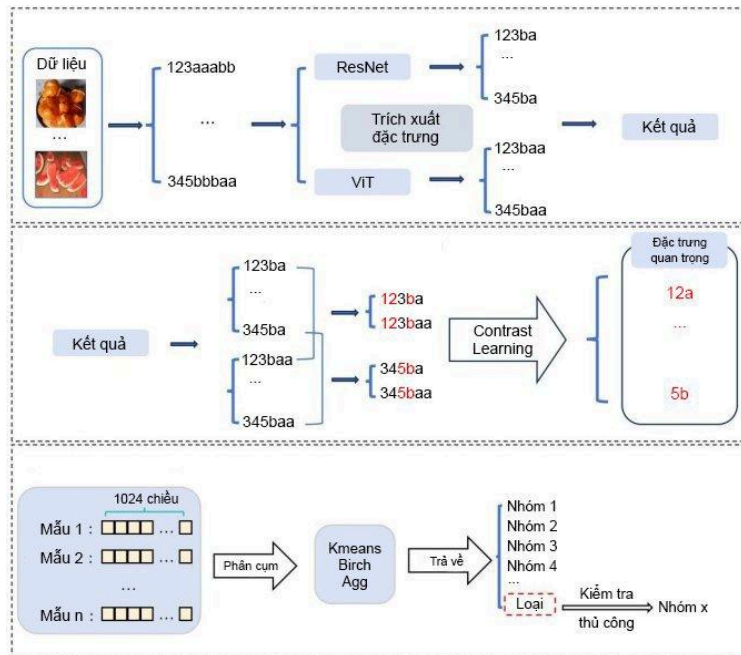 Dữ liệu
...
123aaabb
...
345bbbaa
ResNet
Trích xuất
đặc trưng
ViT
123ba
...
345ba
123baa
...
345baa
Kết quả
Kết quả
123ba
...
345ba
123baa
...
345baa
123ba
123baa
345ba
345baa
Contrast
Learning
Đặc trưng
quan trọng
12a
...
5b
1024 chiều
Mẫu 1 : ...
Mẫu 2 : ...
...
Mẫu n : ...
Phân cụm
Kmeans
Birch
Agg
Trả về
Nhóm 1
Nhóm 2
Nhóm 3
Nhóm 4
...
Loại
Kiểm tra
thủ công
Nhóm x